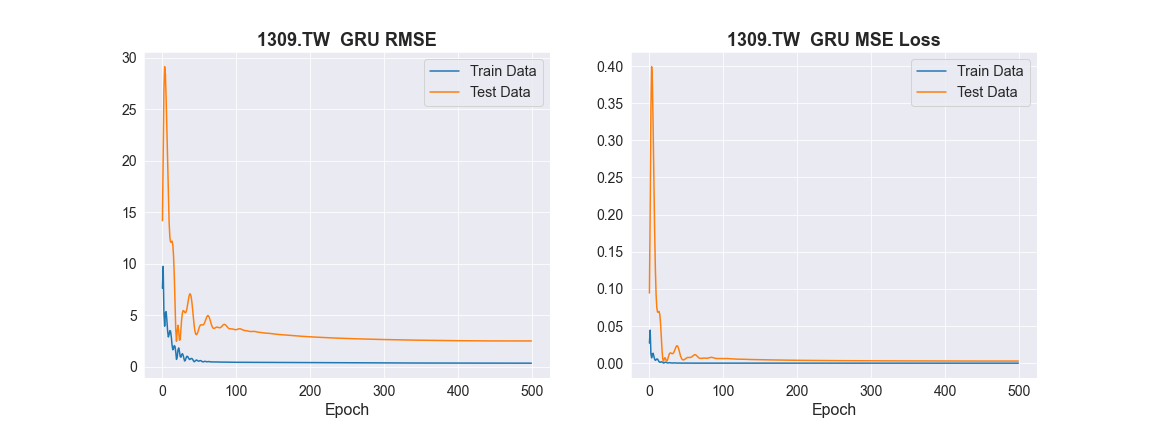 1309.TW  GRU RMSE
30
25
20
15
10
5
0
0 100 200 300 400 500
Epoch
Train Data
Test Data
1309.TW  GRU MSE Loss
0.40
0.35
0.30
0.25
0.20
0.15
0.10
0.05
0.00
0 100 200 300 400 500
Epoch
Train Data
Test Data